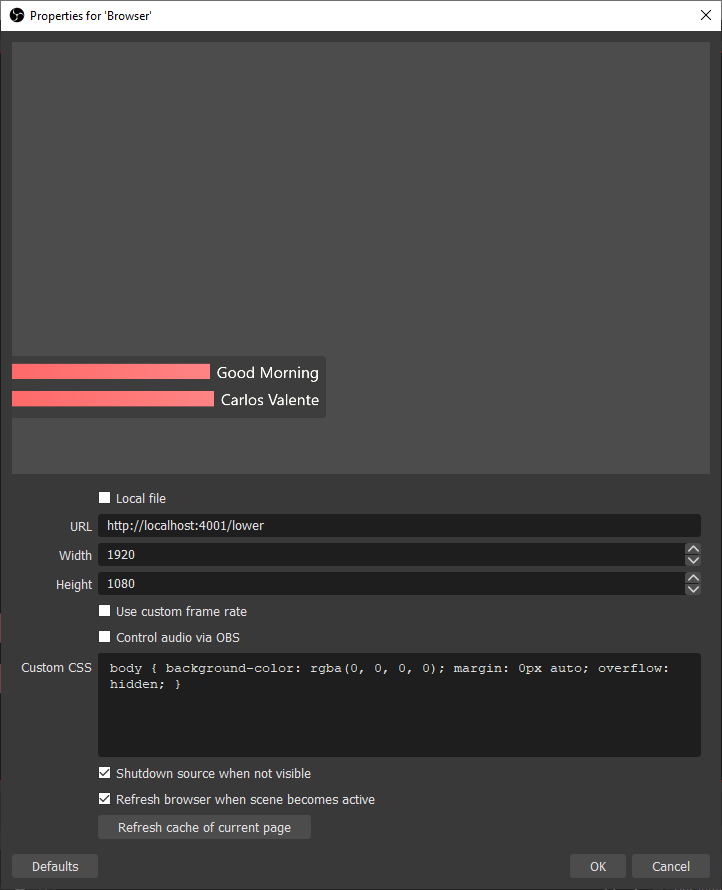 Properties for 'Browser'
Good Morning
Carlos Valente
Local file
URL
http://localhost:4001/lower
Width
1920
Height
1080
Use custom frame rate
Control audio via OBS
Custom CSS
body { background-color: rgba(0, 0, 0, 0); margin: 0px auto; overflow:
hidden; }
Shutdown source when not visible
Refresh browser when scene becomes active
Refresh cache of current page
Defaults
OK
Cancel